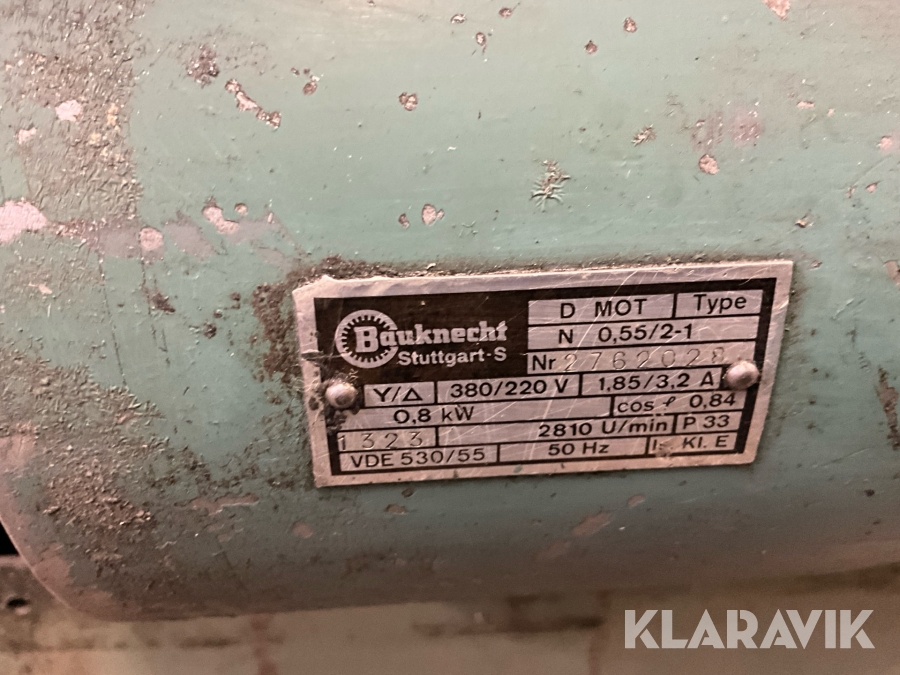 Bauknecht
Stuttgart-S
D MOT Type
N 0,55/2-1
Nr 2762028
Y/Δ 380/220 V 1,85/3,2 A
0,8 kW cos φ 0,84
1323 2810 U/min P 33
VDE 530/55 50 Hz Is. Kl. E
KLARAVIK